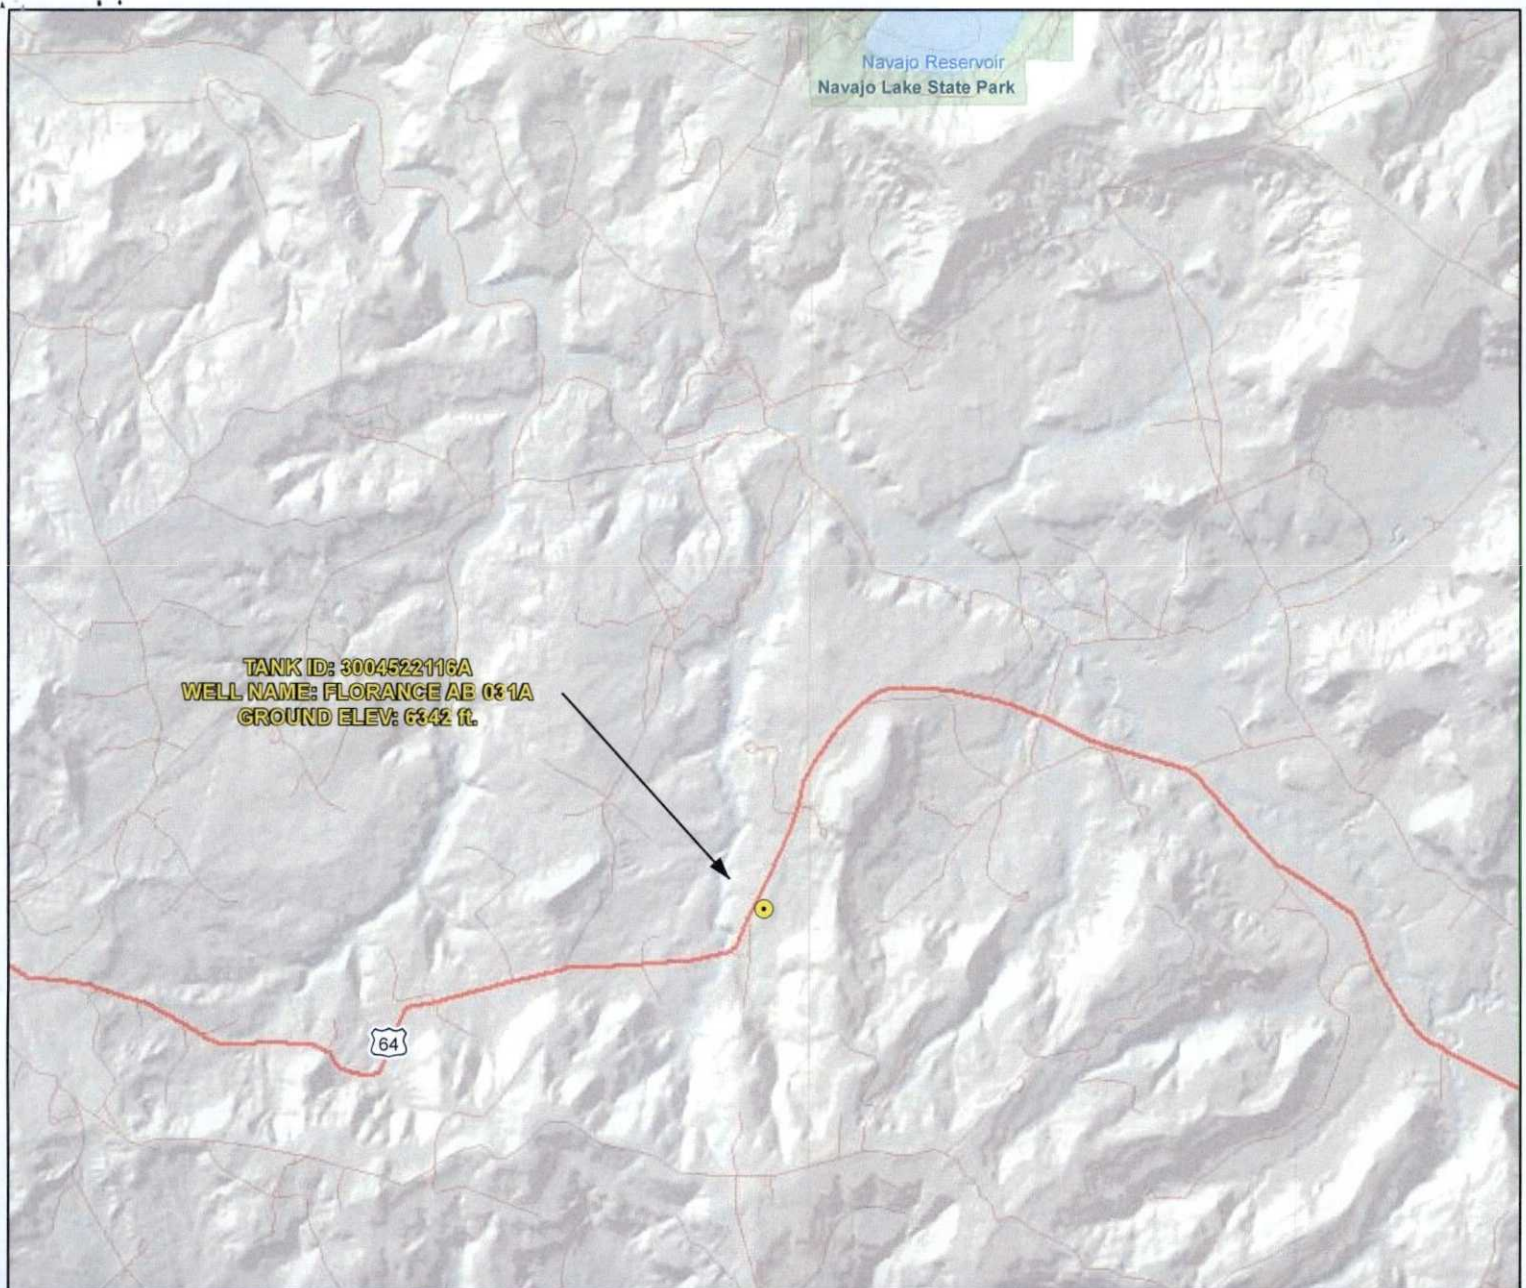 Navajo Reservoir
Navajo Lake State Park
TANK ID: 3004522116A
WELL NAME: FLORANCE AB 031A
GROUND ELEV: 6342 ft.
64